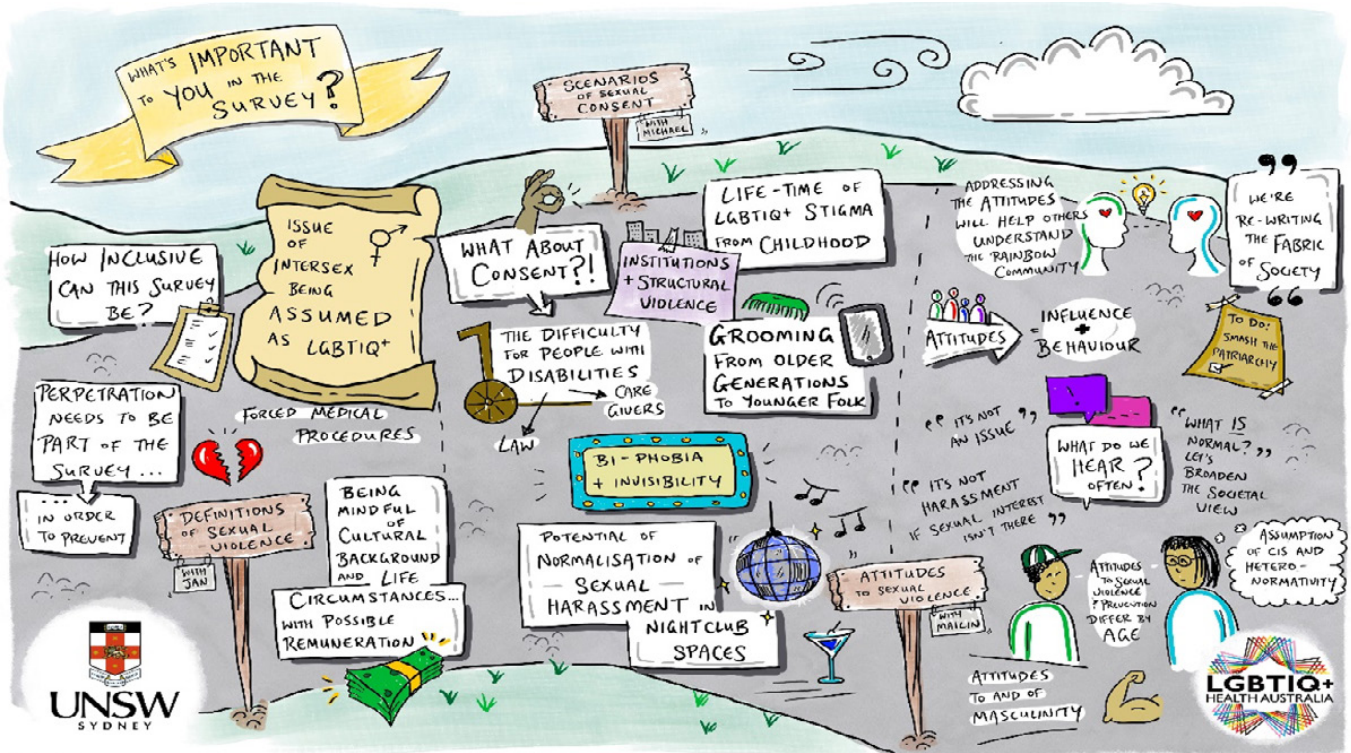 WHAT'S IMPORTANT
TO YOU IN THE
SURVEY?
HOW INCLUSIVE
CAN THIS SURVEY
BE?
ISSUE
OF
INTERSEX
BEING
ASSUMED
AS LGBTIQ+
FORCED MEDICAL
PROCEDURES
PERPETRATION
NEEDS TO BE
PART OF THE
SURVEY...
... IN ORDER
TO PREVENT
DEFINITIONS
OF SEXUAL
VIOLENCE
WITH
JAN
BEING
MINDFUL
OF
CULTURAL
BACKGROUND
AND LIFE
CIRCUMSTANCES...
WITH POSSIBLE
REMUNERATION
UNSW
SYDNEY
SCENARIOS
OF SEXUAL
CONSENT
WITH
MICHAEL
WHAT ABOUT
CONSENT?!
THE DIFFICULTY
FOR PEOPLE WITH
DISABILITIES
CARE
GIVERS
LAW
INSTITUTIONS
+ STRUCTURAL
VIOLENCE
LIFE-TIME OF
LGBTIQ+ STIGMA
FROM CHILDHOOD
GROOMING
FROM OLDER
GENERATIONS
TO YOUNGER FOLK
BI-PHOBIA
+ INVISIBILITY
POTENTIAL OF
NORMALISATION OF
SEXUAL
HARASSMENT IN
NIGHTCLUB
SPACES
ATTITUDES
TO SEXUAL
VIOLENCE
WITH
MAILIN
ADDRESSING
THE ATTITUDES
WILL HELP OTHERS
UNDERSTAND
THE RAINBOW
COMMUNITY
"WE'RE
RE-WRITING
THE FABRIC
OF SOCIETY"
ATTITUDES
= INFLUENCE
+
BEHAVIOUR
TO DO:
SMASH THE
PATRIARCHY
WHAT DO WE
HEAR
OFTEN?
"IT'S NOT
AN ISSUE"
"IT'S NOT
HARASSMENT
IF SEXUAL INTEREST
ISN'T THERE"
"WHAT IS
NORMAL?"
LET'S
BROADEN
THE SOCIETAL
VIEW
ATTITUDES
TO SEXUAL
VIOLENCE
+ PREVENTION
DIFFER BY
AGE
ASSUMPTION
OF CIS AND
HETERO-
NORMATIVITY
ATTITUDES
TO AND OF
MASCULINITY
LGBTIQ+
HEALTH AUSTRALIA